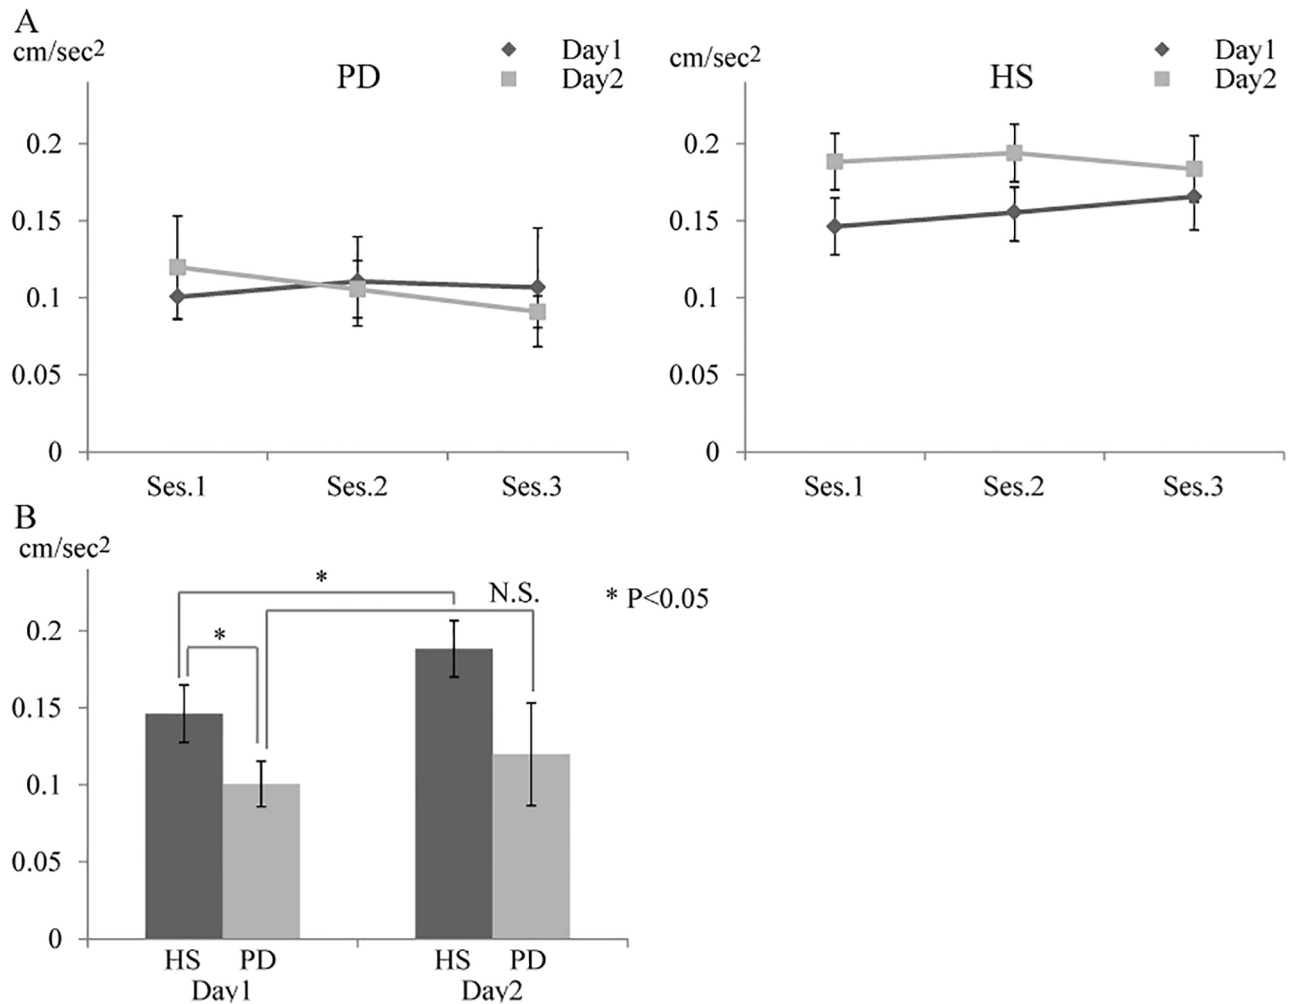 A
cm/sec2
PD
Day1
Day2
0.2
0.15
0.1
0.05
0
Ses.1 Ses.2 Ses.3
cm/sec2
HS
Day1
Day2
0.2
0.15
0.1
0.05
0
Ses.1 Ses.2 Ses.3
B
cm/sec2
*
N.S.
* P<0.05
*
0.2
0.15
0.1
0.05
0
HS PD HS PD
Day1 Day2